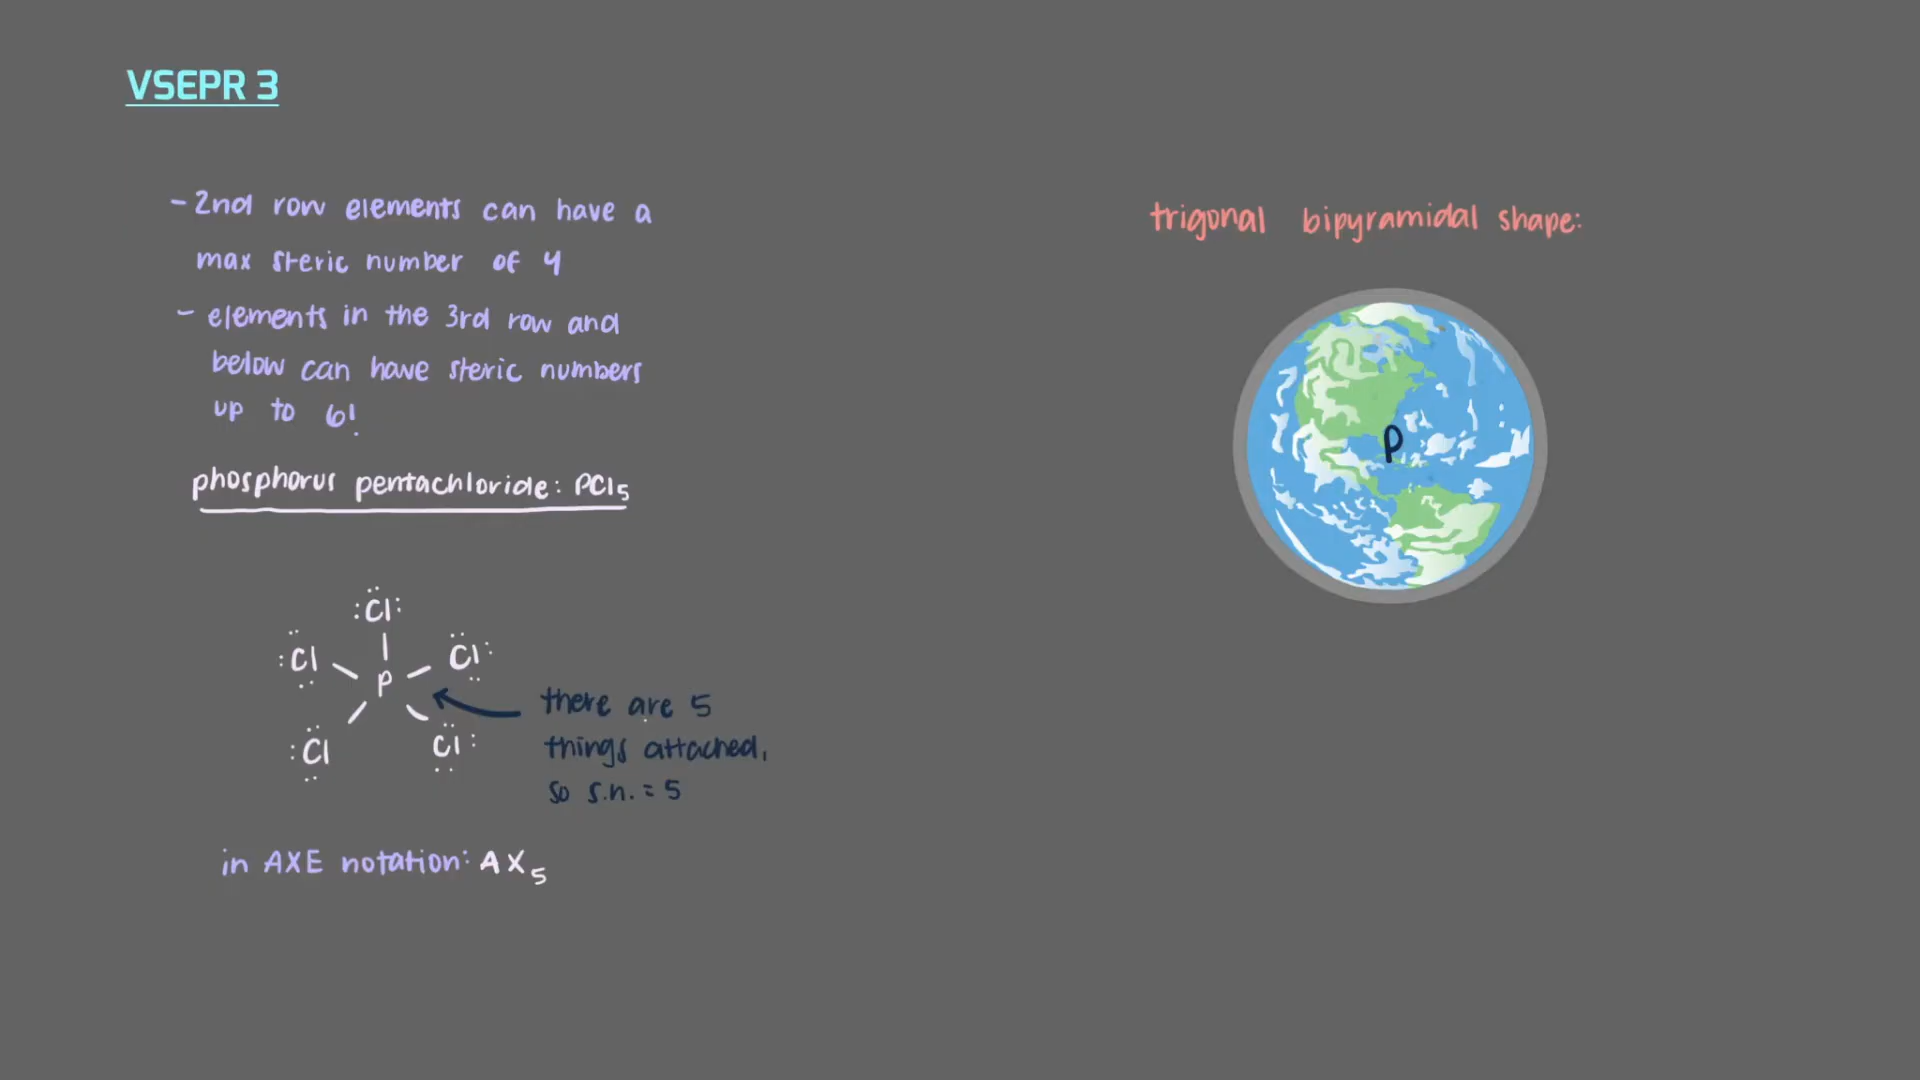 VSEPR 3
- 2nd row elements can have a
max steric number of 4
- elements in the 3rd row and
below can have steric numbers
up to 6!
phosphorus pentachloride: PCl₅
:Cl:
:Cl
Cl:
P
:Cl
Cl:
there are 5
things attached,
so s.n. = 5
in AXE notation: AX₅
trigonal bipyramidal shape:
P